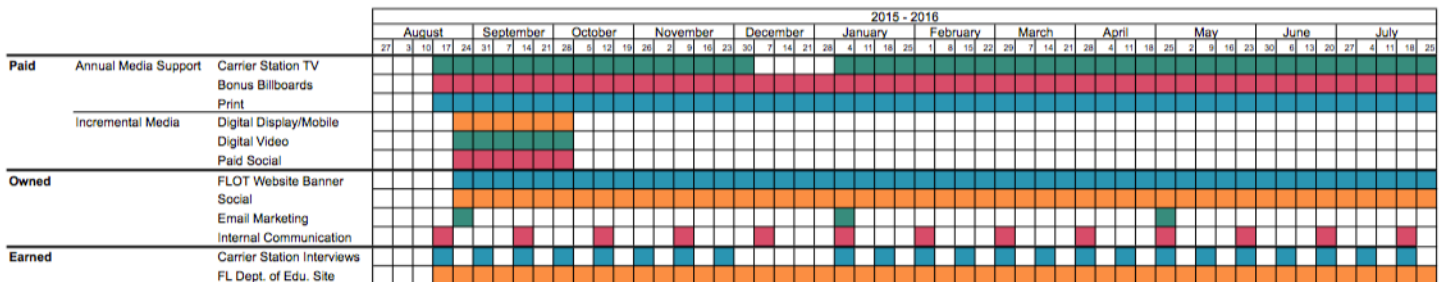 2015 - 2016
August September October November December January February March April May June July
27 3 10 17 24 31 7 14 21 28 5 12 19 26 2 9 16 23 30 7 14 21 28 4 11 18 25 1 8 15 22 29 7 14 21 28 4 11 18 25 2 9 16 23 30 6 13 20 27 4 11 18 25
Paid Annual Media Support Carrier Station TV
Bonus Billboards
Print
Incremental Media Digital Display/Mobile
Digital Video
Paid Social
Owned FLOT Website Banner
Social
Email Marketing
Internal Communication
Earned Carrier Station Interviews
FL Dept. of Edu. Site